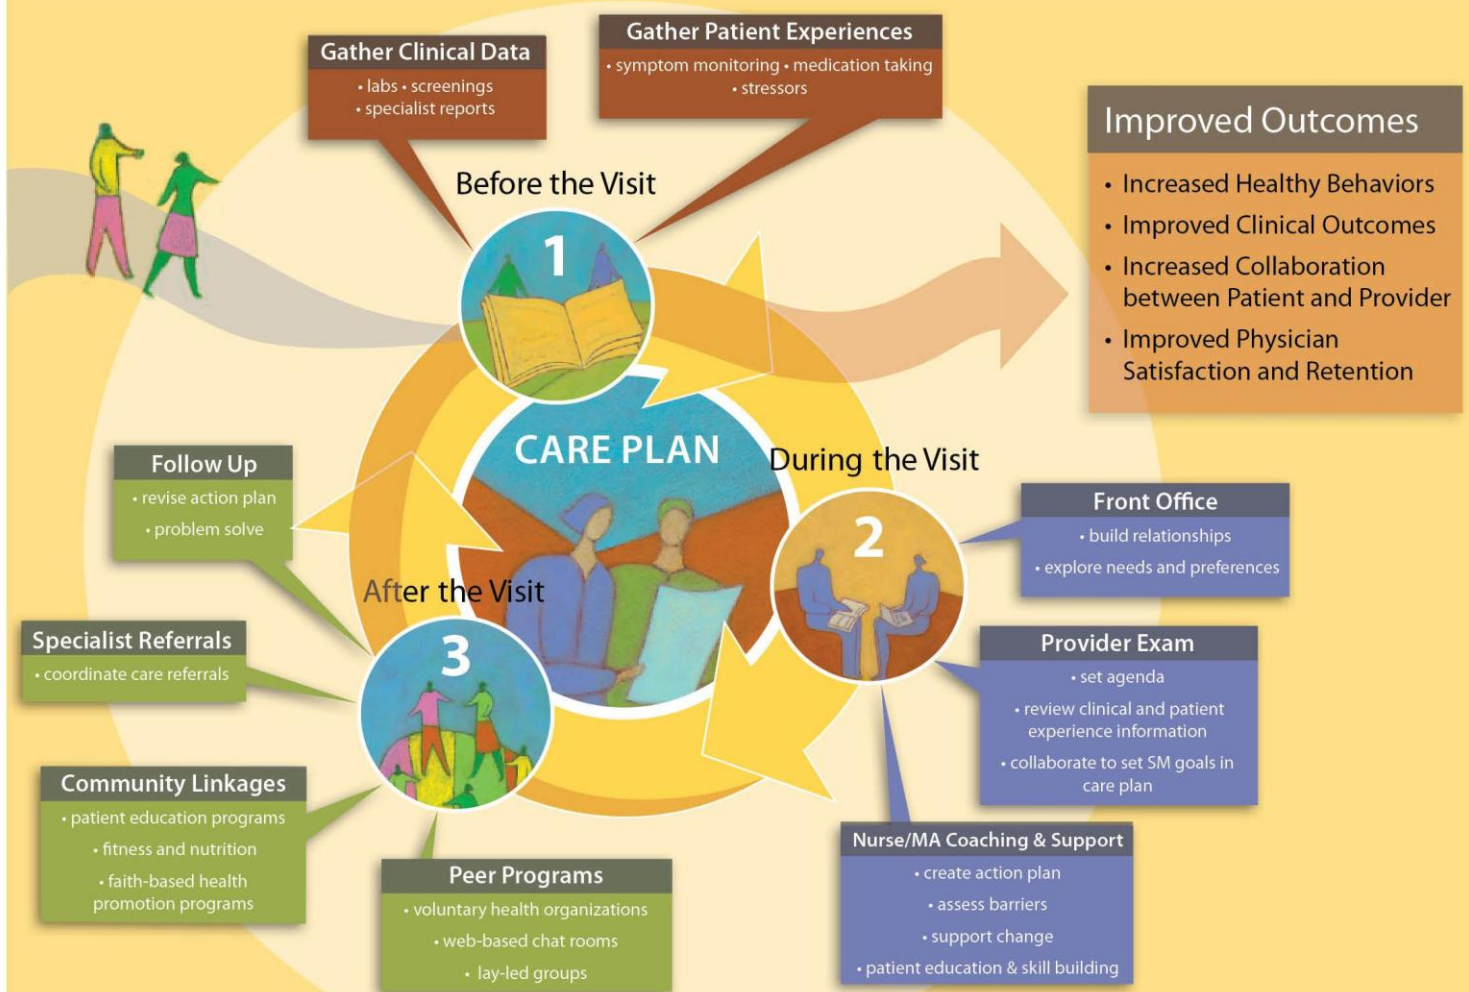 Gather Clinical Data
• labs • screenings
• specialist reports
Gather Patient Experiences
• symptom monitoring • medication taking
• stressors
Improved Outcomes
• Increased Healthy Behaviors
• Improved Clinical Outcomes
• Increased Collaboration
between Patient and Provider
• Improved Physician
Satisfaction and Retention
Before the Visit
1
CARE PLAN
During the Visit
2
Front Office
• build relationships
• explore needs and preferences
Provider Exam
• set agenda
• review clinical and patient
experience information
• collaborate to set SM goals in
care plan
Nurse/MA Coaching & Support
• create action plan
• assess barriers
• support change
• patient education & skill building
After the Visit
3
Follow Up
• revise action plan
• problem solve
Specialist Referrals
• coordinate care referrals
Community Linkages
• patient education programs
• fitness and nutrition
• faith-based health
promotion programs
Peer Programs
• voluntary health organizations
• web-based chat rooms
• lay-led groups